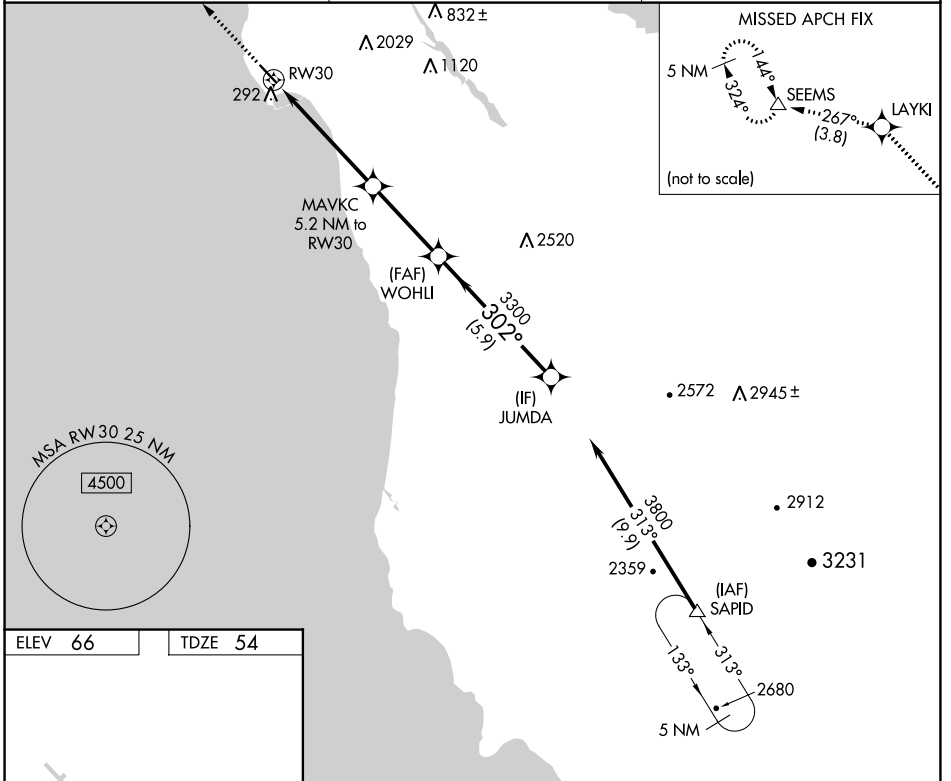 832±
2029
1120
RW30
292
MISSED APCH FIX
5 NM
144°
324°
SEEMS
LAYKI
267°
(3.8)
(not to scale)
MAVKC
5.2 NM to
RW30
2520
(FAF)
WOHLI
3300
302°
(5.9)
(IF)
JUMDA
2572
2945±
MSA RW30 25 NM
4500
3800
313°
(9.9)
2912
3231
2359
(IAF)
SAPID
133°
313°
2680
5 NM
ELEV 66
TDZE 54